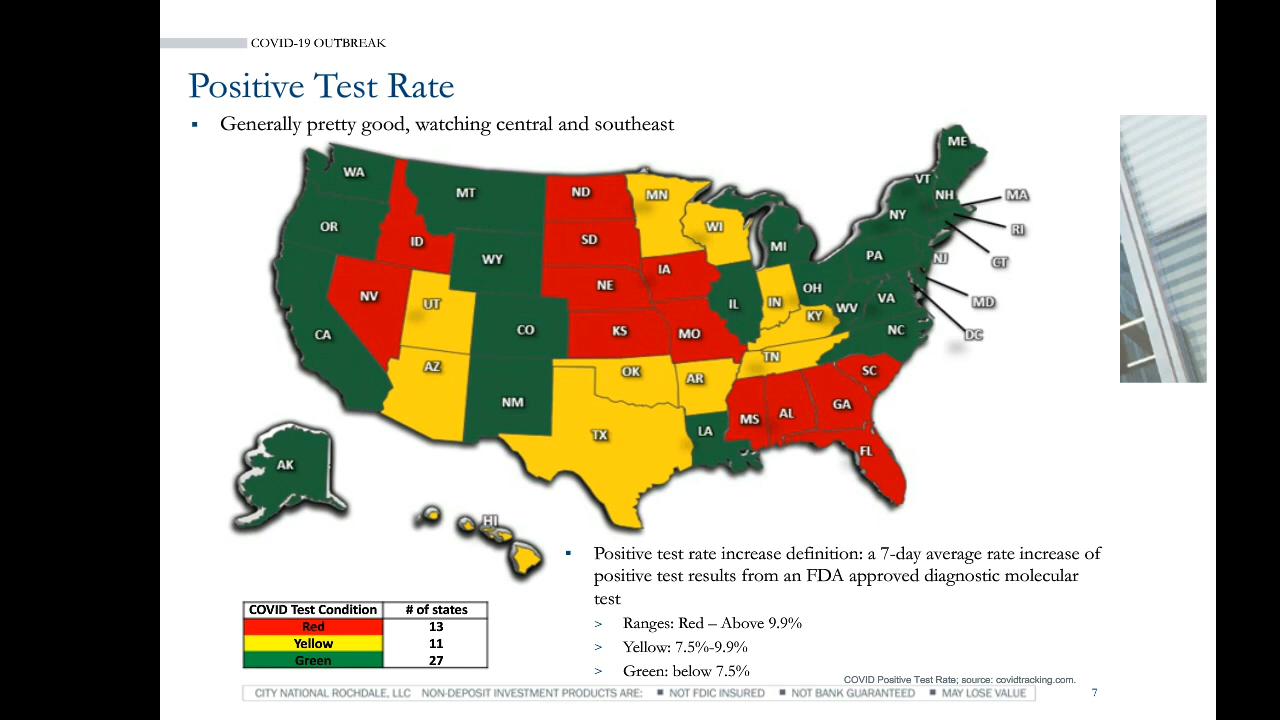 COVID-19 OUTBREAK
Positive Test Rate
▪ Generally pretty good, watching central and southeast
WA
MT
ND
MN
ME
VT
NH
MA
OR
ID
SD
WI
NY
RI
WY
MI
PA
NJ
CT
NV
UT
NE
IA
IL
IN
OH
WV
VA
MD
CA
CO
KS
MO
KY
NC
DC
AZ
NM
OK
AR
TN
SC
TX
LA
MS
AL
GA
FL
AK
HI
▪ Positive test rate increase definition: a 7-day average rate increase of
positive test results from an FDA approved diagnostic molecular
test
> Ranges: Red – Above 9.9%
> Yellow: 7.5%-9.9%
> Green: below 7.5%
COVID Test Condition # of states
Red 13
Yellow 11
Green 27
COVID Positive Test Rate; source: covidtracking.com.
CITY NATIONAL ROCHDALE, LLC NON-DEPOSIT INVESTMENT PRODUCTS ARE: ■ NOT FDIC INSURED ■ NOT BANK GUARANTEED ■ MAY LOSE VALUE
7